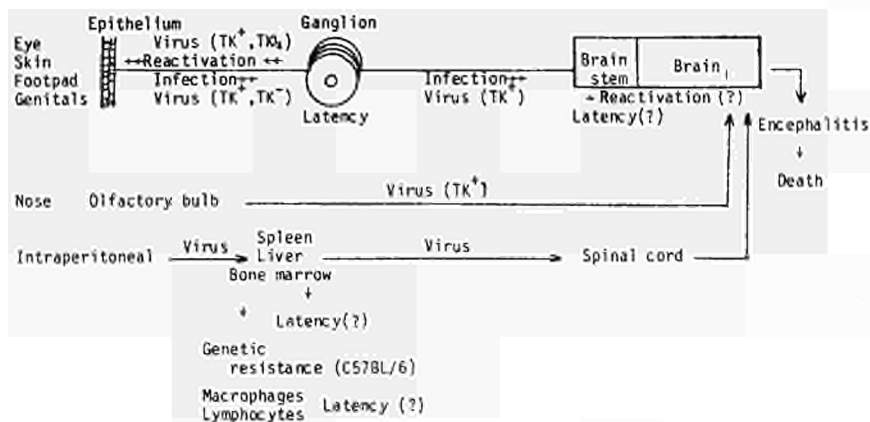 Epithelium
Ganglion
Eye
Skin
Footpad
Genitals
Virus (TK+,
Reactivation
Infection
Virus (TK+,TK-)
Latency
Infection
Virus (TK+)
Brain stem
Brain
Reactivation (?)
Latency(?)
Encephalitis
Death
Nose Olfactory bulb
Virus (TK+)
Intraperitoneal
Virus
Spleen
Liver
Bone marrow
Virus
Spinal cord
Latency(?)
Genetic
resistance (C57BL/6)
Macrophages
Lymphocytes
Latency (?)